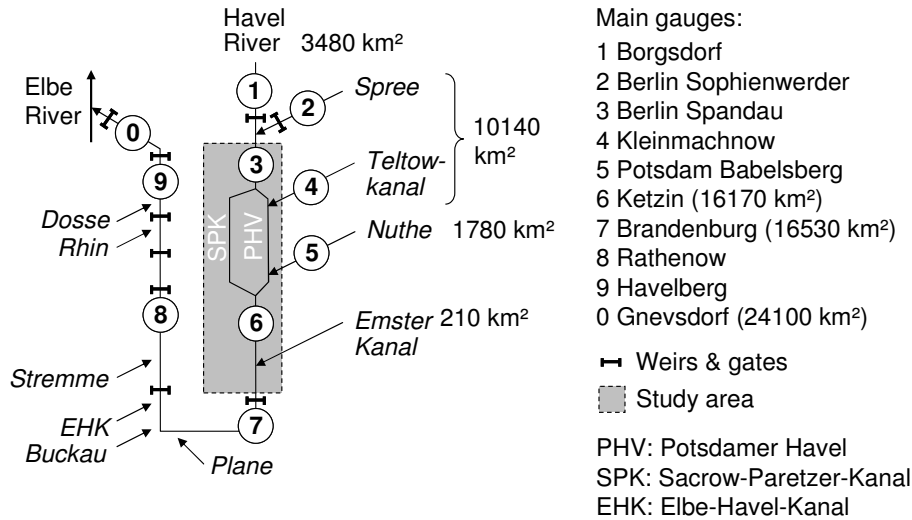 Havel
River 3480 km²
Elbe
River
1
2
Spree
0
10140
km²
3
9
4
Teltow-
kanal
SPK
PHV
Dosse
Rhin
5
Nuthe 1780 km²
8
6
Emster 210 km²
Kanal
Stremme
EHK
Buckau
7
Plane
Main gauges:
1 Borgsdorf
2 Berlin Sophienwerder
3 Berlin Spandau
4 Kleinmachnow
5 Potsdam Babelsberg
6 Ketzin (16170 km²)
7 Brandenburg (16530 km²)
8 Rathenow
9 Havelberg
0 Gnevsdorf (24100 km²)
Weirs & gates
Study area
PHV: Potsdamer Havel
SPK: Sacrow-Paretzer-Kanal
EHK: Elbe-Havel-Kanal